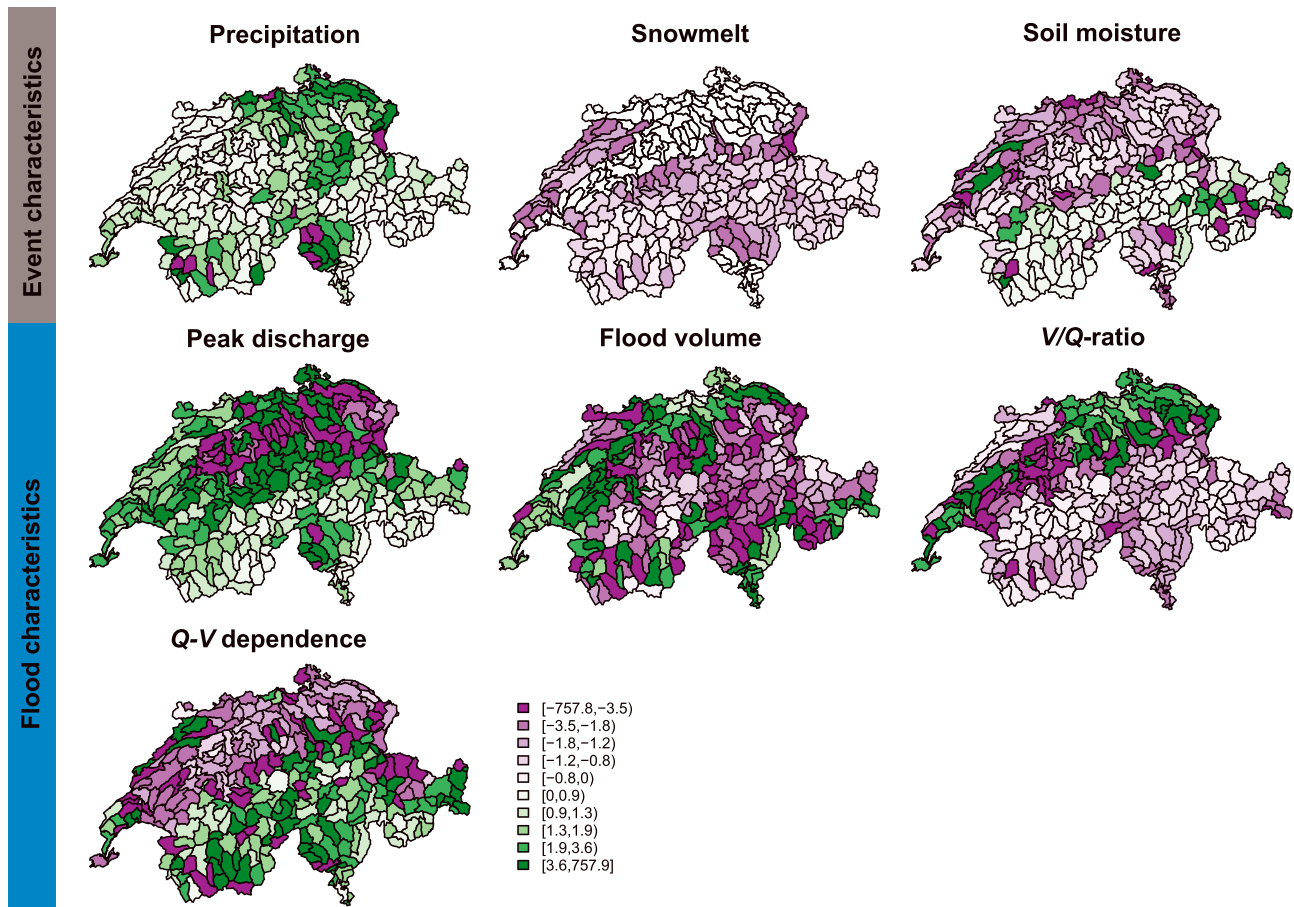 Event characteristics
Precipitation
Snowmelt
Soil moisture
Flood characteristics
Peak discharge
Flood volume
V/Q-ratio
Q-V dependence
[−757.8,−3.5)
[−3.5,−1.8)
[−1.8,−1.2)
[−1.2,−0.8)
[−0.8,0)
[0,0.9)
[0.9,1.3)
[1.3,1.9)
[1.9,3.6)
[3.6,757.9]